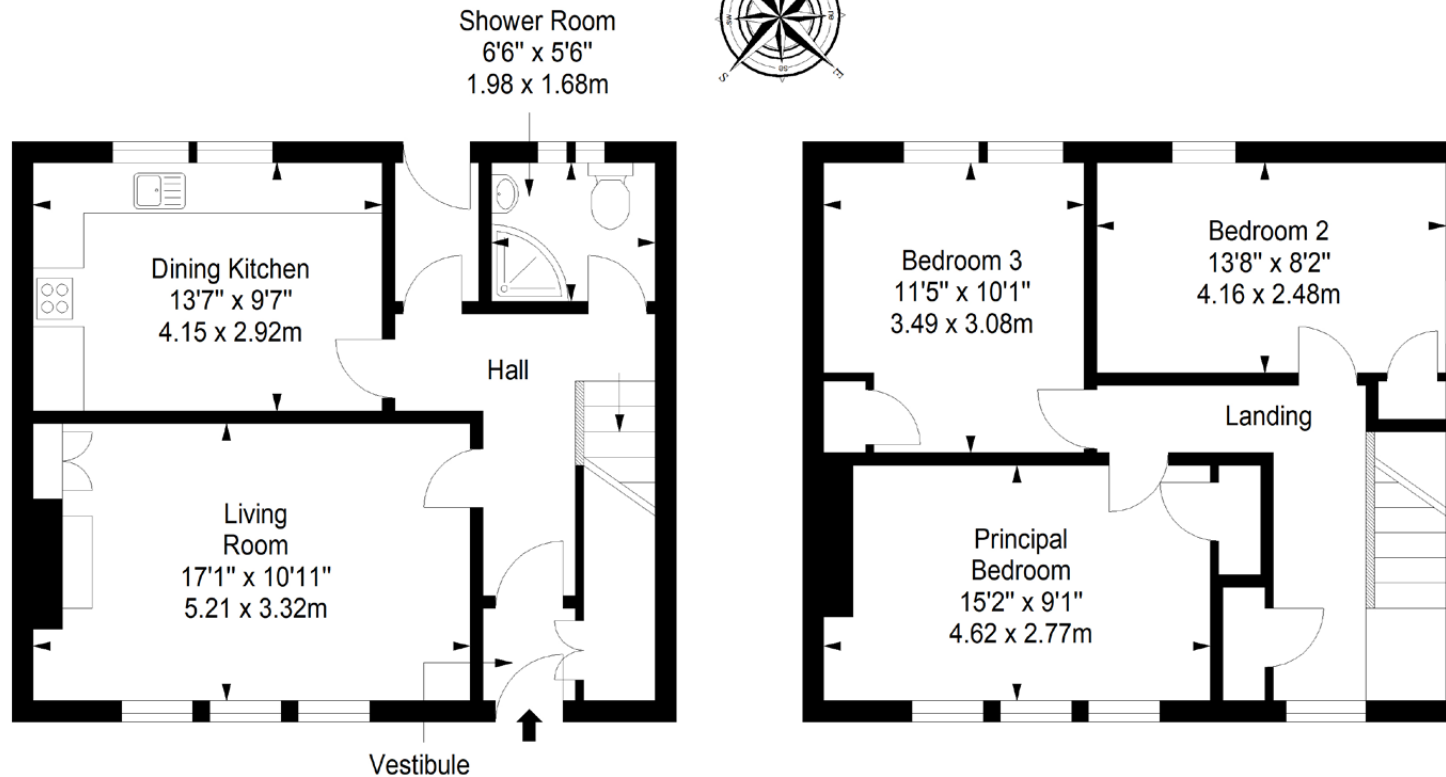 Shower Room
6'6" x 5'6"
1.98 x 1.68m
S
E
Dining Kitchen
13'7" x 9'7"
4.15 x 2.92m
Hall
Living
Room
17'1" x 10'11"
5.21 x 3.32m
Vestibule
Bedroom 3
11'5" x 10'1"
3.49 x 3.08m
Bedroom 2
13'8" x 8'2"
4.16 x 2.48m
Landing
Principal
Bedroom
15'2" x 9'1"
4.62 x 2.77m